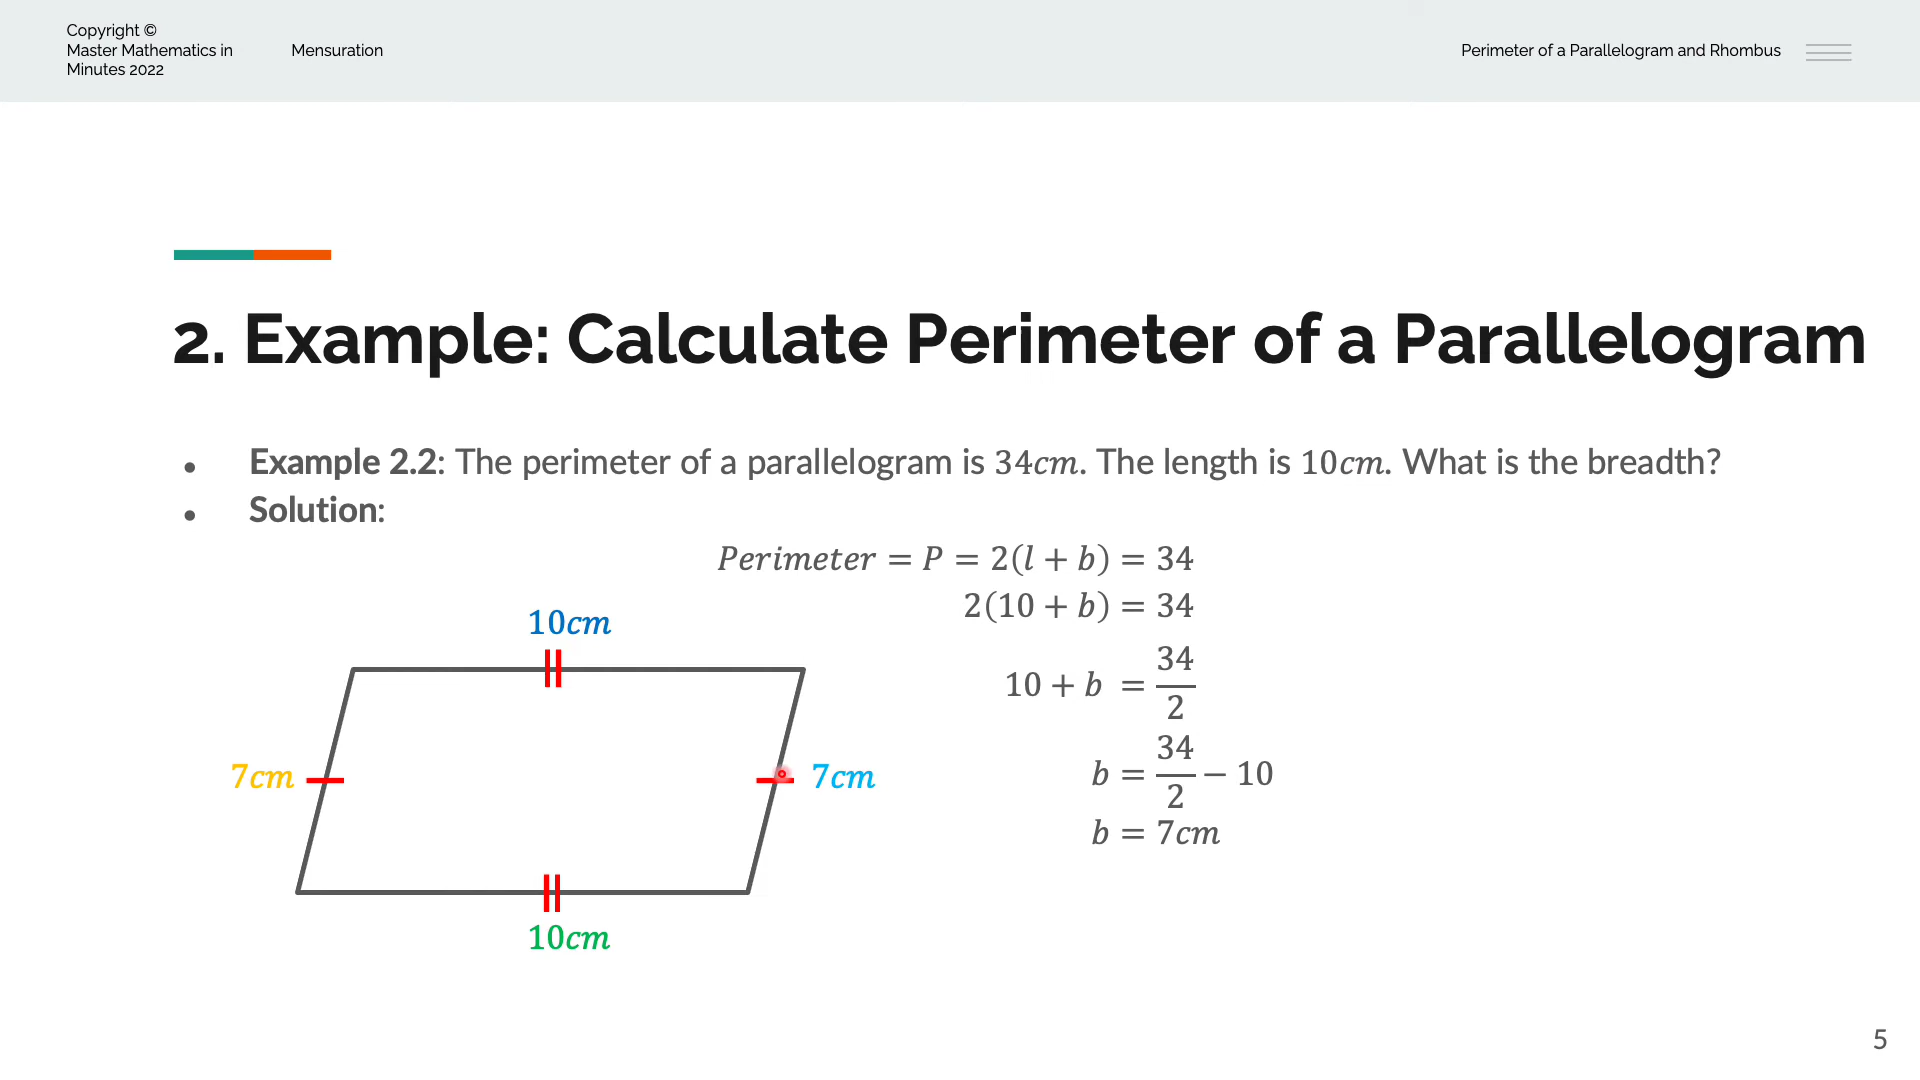 Copyright ©
Master Mathematics in
Minutes 2022
Mensuration
Perimeter of a Parallelogram and Rhombus
2. Example: Calculate Perimeter of a Parallelogram
● Example 2.2: The perimeter of a parallelogram is 34cm. The length is 10cm. What is the breadth?
● Solution:
Perimeter = P = 2(l + b) = 34
2(10 + b) = 34
10 + b = 34/2
b = 34/2 − 10
b = 7cm
10cm
7cm
7cm
10cm
5